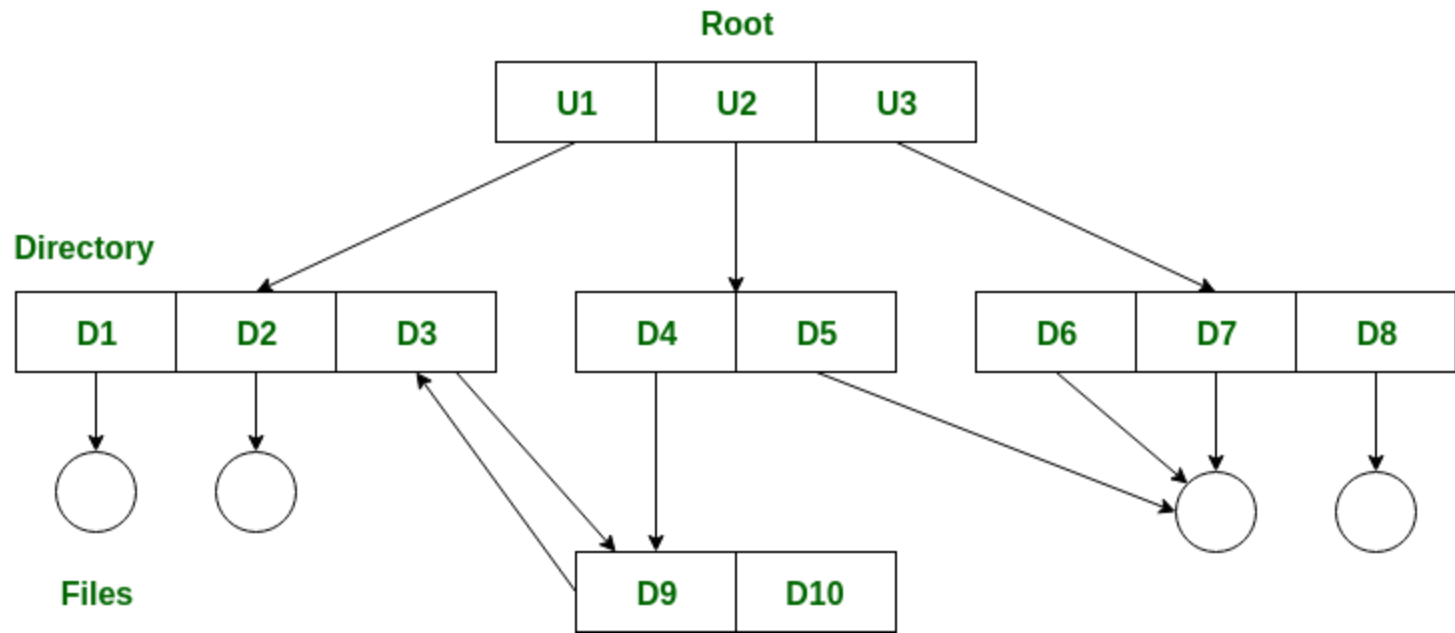 Root
U1 U2 U3
Directory
D1 D2 D3 D4 D5 D6 D7 D8
Files
D9 D10